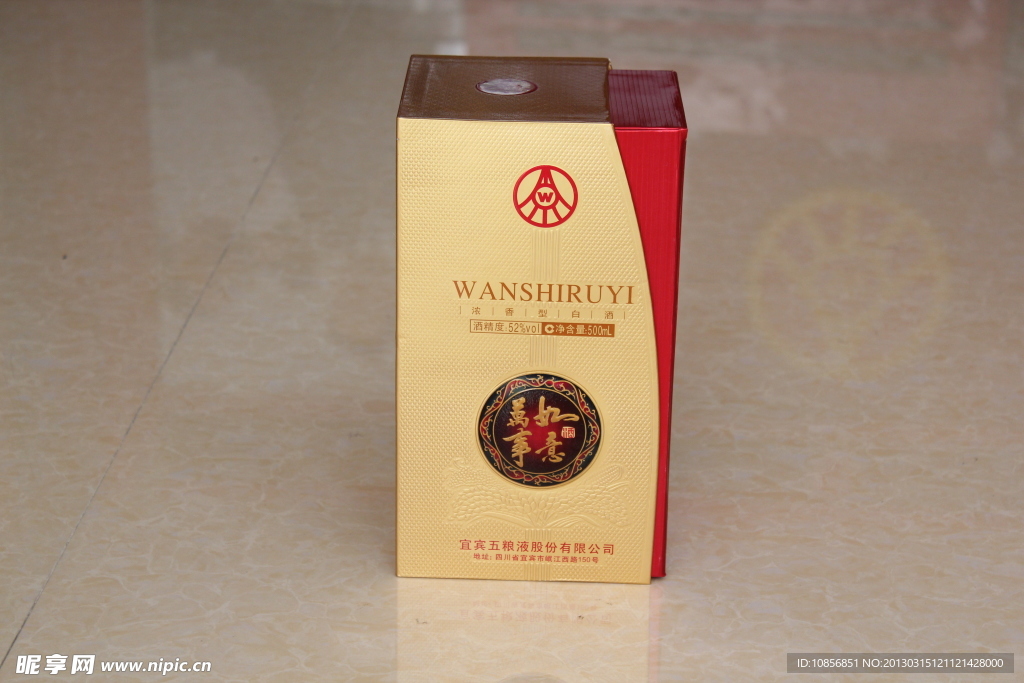 W
WANSHIRUYI
浓香型白酒
酒精度:52%vol C净含量:500mL
萬事如意
酒
宜宾五粮液股份有限公司
地址: 四川省宜宾市岷江西路150号
昵享网 www.nipic.cn
ID:10856851 NO:20130315121121428000